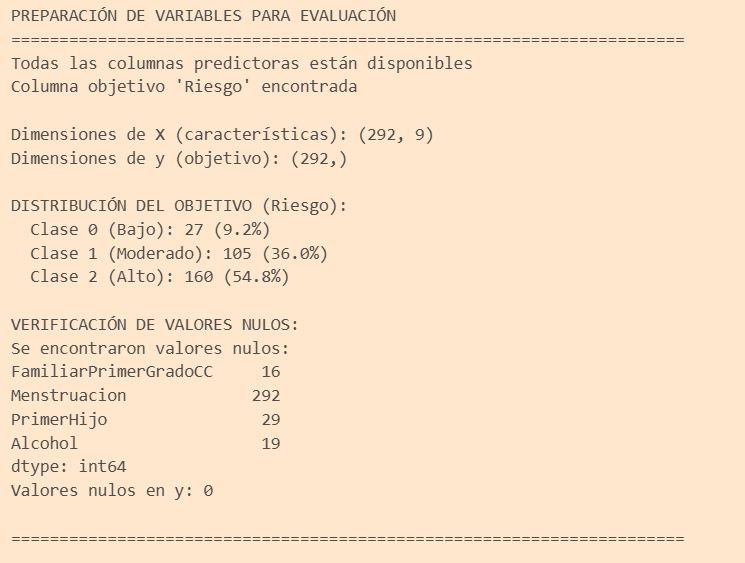 PREPARACIÓN DE VARIABLES PARA EVALUACIÓN
======================================================================
Todas las columnas predictoras están disponibles
Columna objetivo 'Riesgo' encontrada
Dimensiones de X (características): (292, 9)
Dimensiones de y (objetivo): (292,)
DISTRIBUCIÓN DEL OBJETIVO (Riesgo):
Clase 0 (Bajo): 27 (9.2%)
Clase 1 (Moderado): 105 (36.0%)
Clase 2 (Alto): 160 (54.8%)
VERIFICACIÓN DE VALORES NULOS:
Se encontraron valores nulos:
FamiliarPrimerGradoCC     16
Menstruacion             292
PrimerHijo                29
Alcohol                   19
dtype: int64
Valores nulos en y: 0
======================================================================